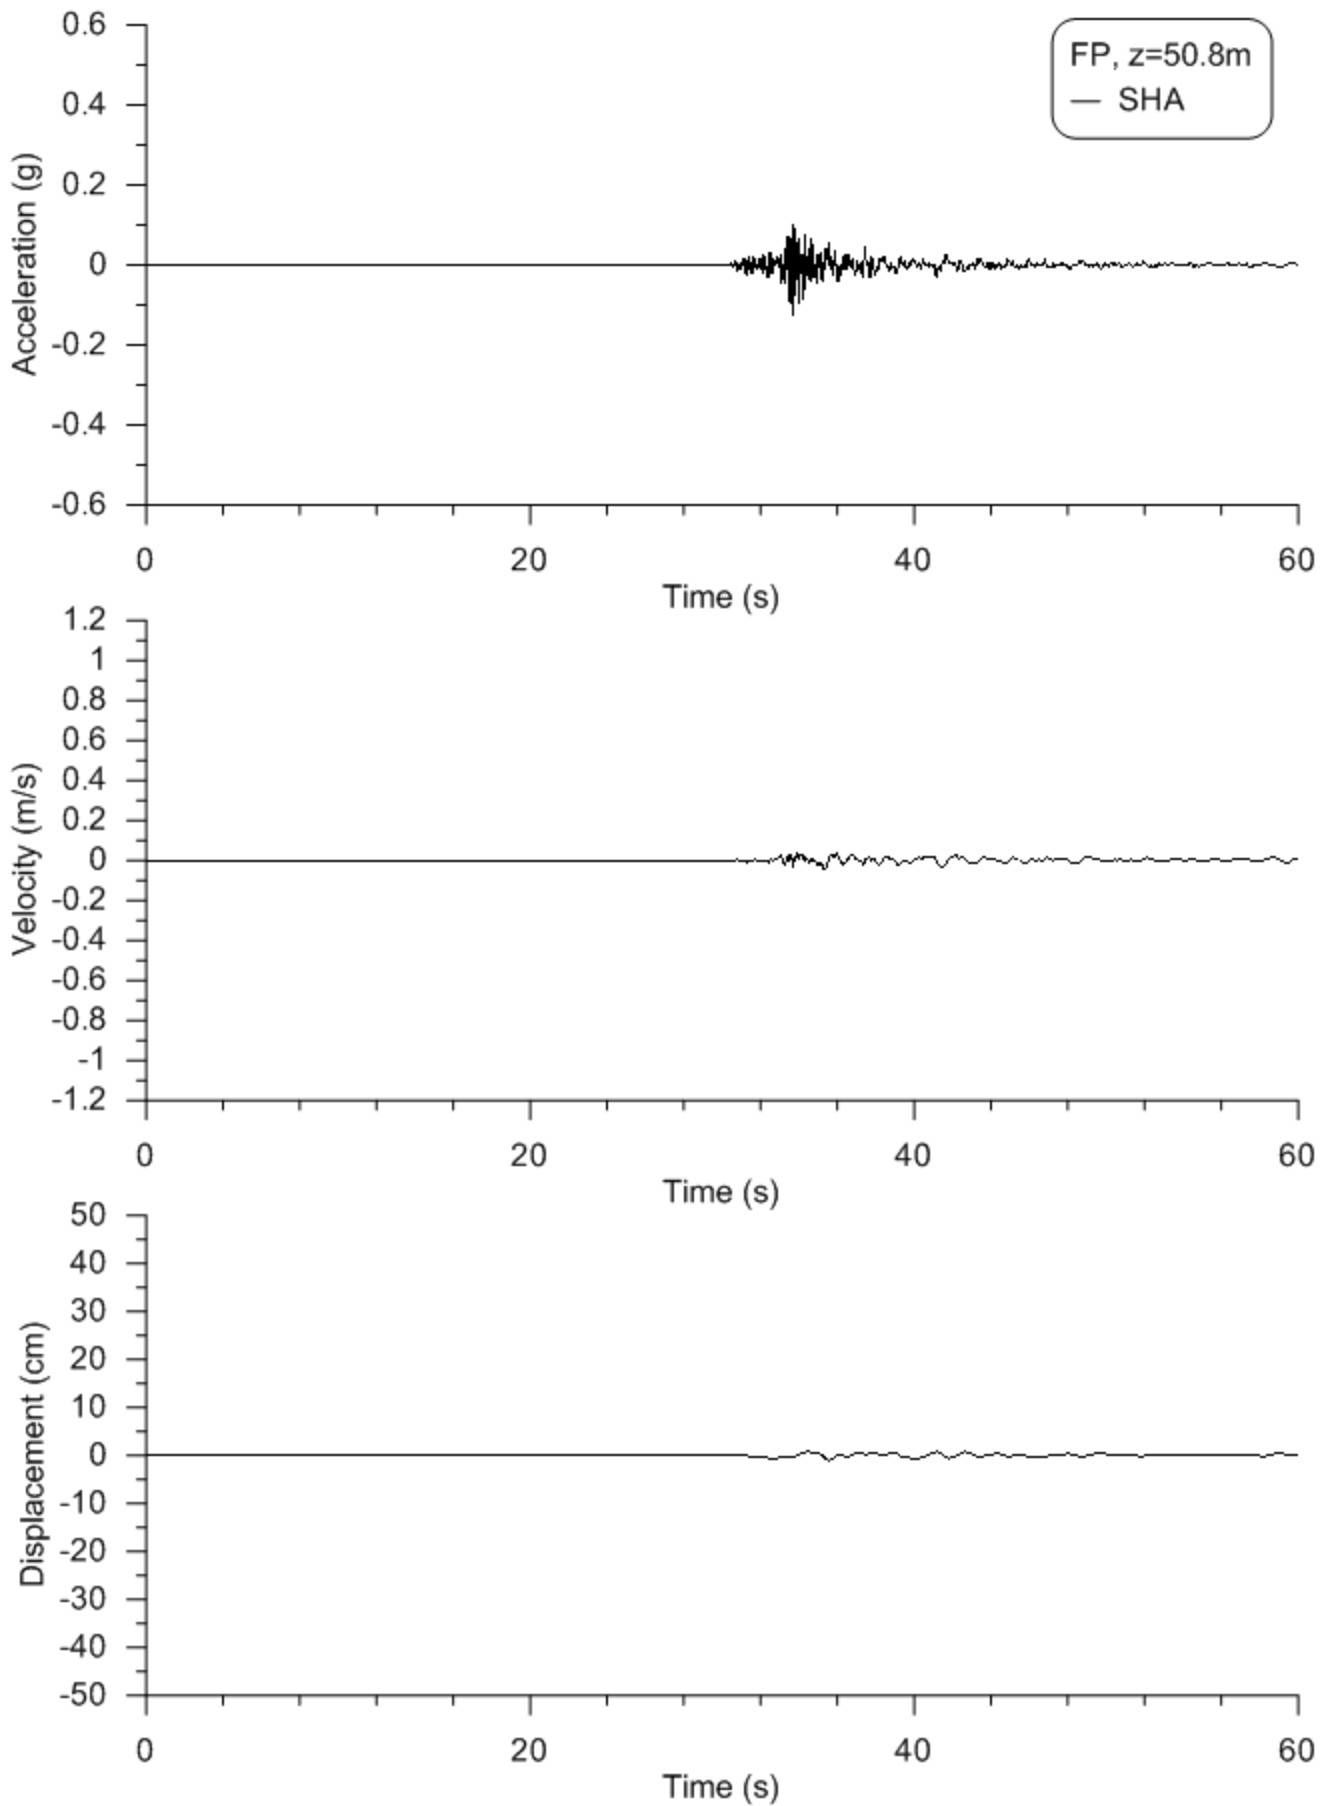 FP, z=50.8m
SHA
Acceleration (g)
0.6
0.4
0.2
0
-0.2
-0.4
-0.6
0 20 40 60
Time (s)
Velocity (m/s)
1.2
1
0.8
0.6
0.4
0.2
0
-0.2
-0.4
-0.6
-0.8
-1
-1.2
0 20 40 60
Time (s)
Displacement (cm)
50
40
30
20
10
0
-10
-20
-30
-40
-50
0 20 40 60
Time (s)